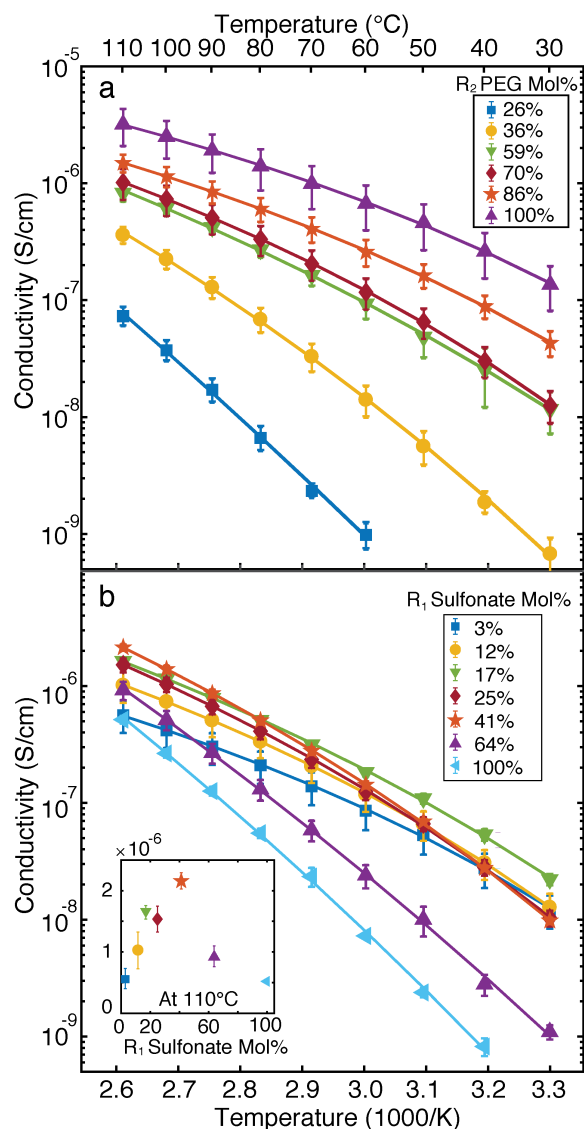 Temperature (°C)
110 100 90 80 70 60 50 40 30
a
10-5
10-6
10-7
10-8
10-9
Conductivity (S/cm)
R2 PEG Mol%
26%
36%
59%
70%
86%
100%
b
10-6
10-7
10-8
10-9
Conductivity (S/cm)
R1 Sulfonate Mol%
3%
12%
17%
25%
41%
64%
100%
×10-6
2
1
0
At 110°C
0 20 60 100
R1 Sulfonate Mol%
2.6 2.7 2.8 2.9 3.0 3.1 3.2 3.3
Temperature (1000/K)